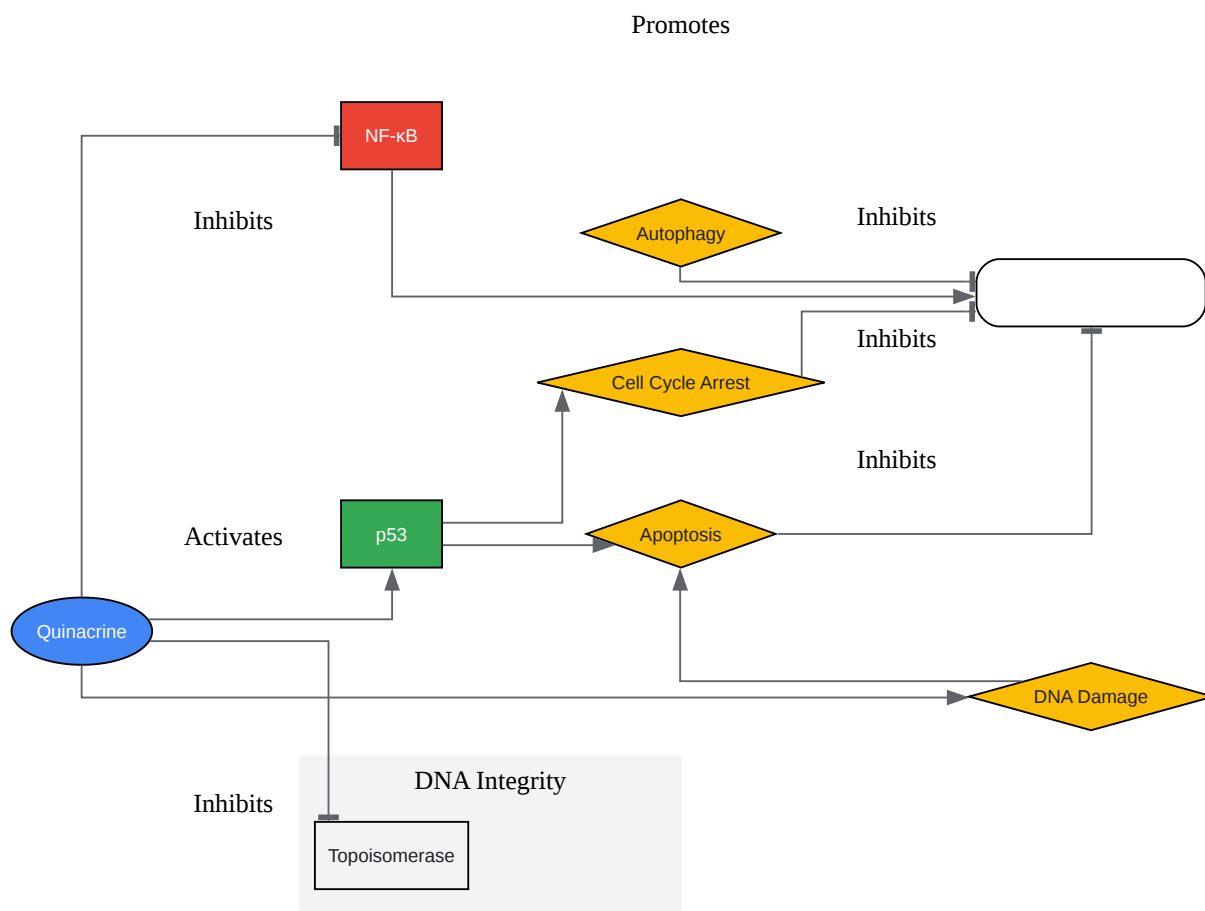 Promotes
NF-κB
Inhibits
Autophagy
Inhibits
Inhibits
Cell Cycle Arrest
Inhibits
Activates
p53
Apoptosis
Quinacrine
DNA Damage
DNA Integrity
Inhibits
Topoisomerase